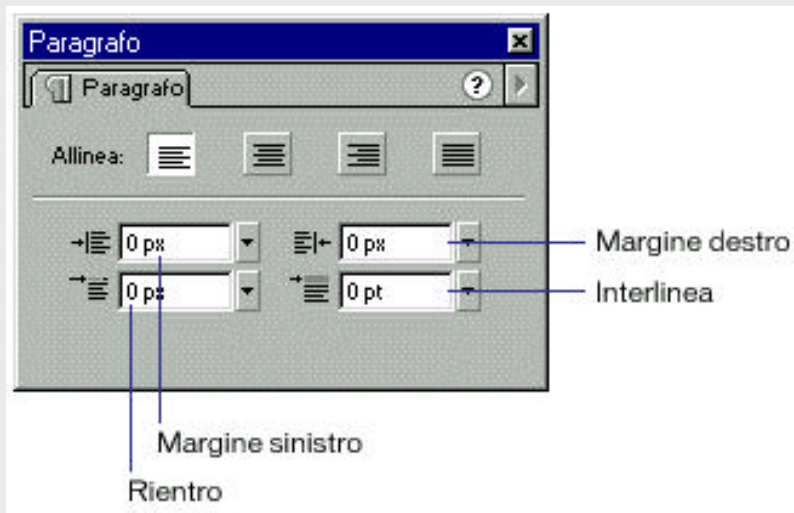 Paragrafo
Paragrafo ?
Allinea:
0 px 0 px Margine destro
0 px 0 pt Interlinea
Margine sinistro
Rientro